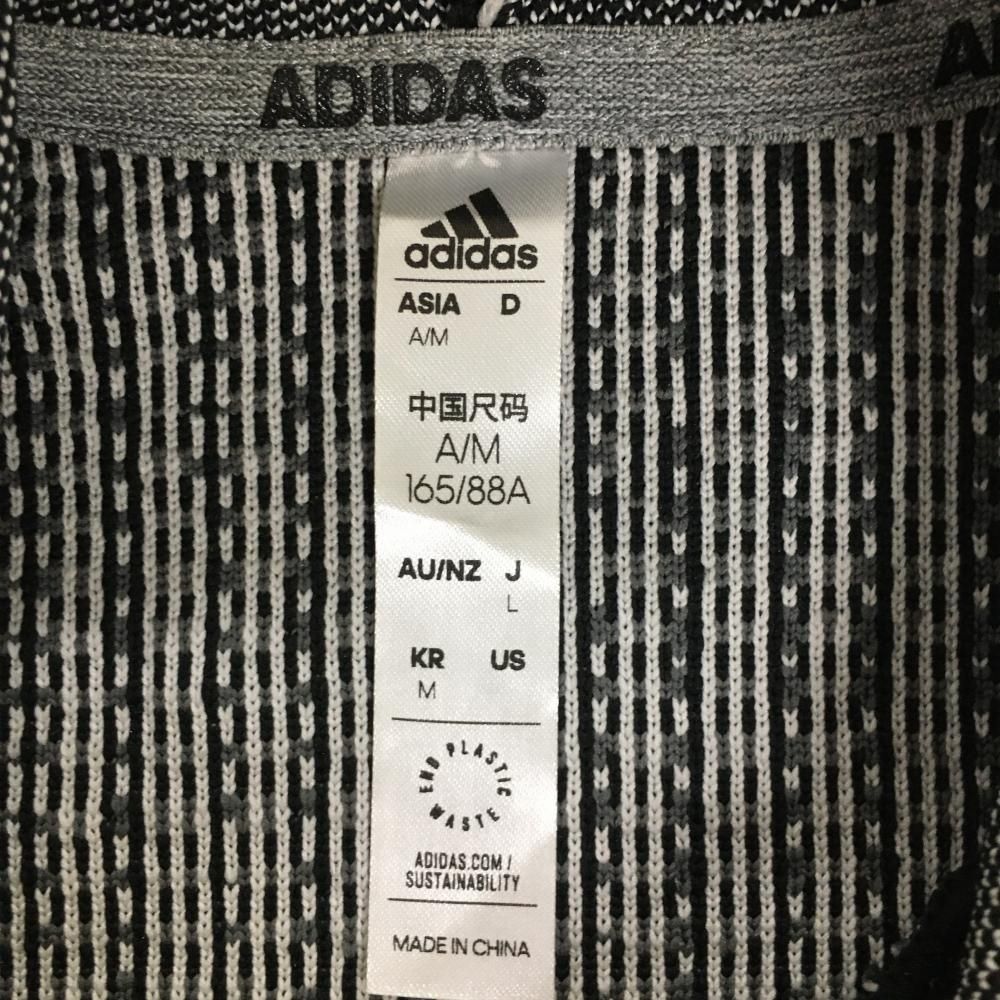 ADIDAS A
adidas
ASIA D
A/M
中国尺码
A/M
165/88A
AU/NZ J
L
KR US
M
END PLASTIC WASTE
ADIDAS.COM/
SUSTAINABILITY
MADE IN CHINA